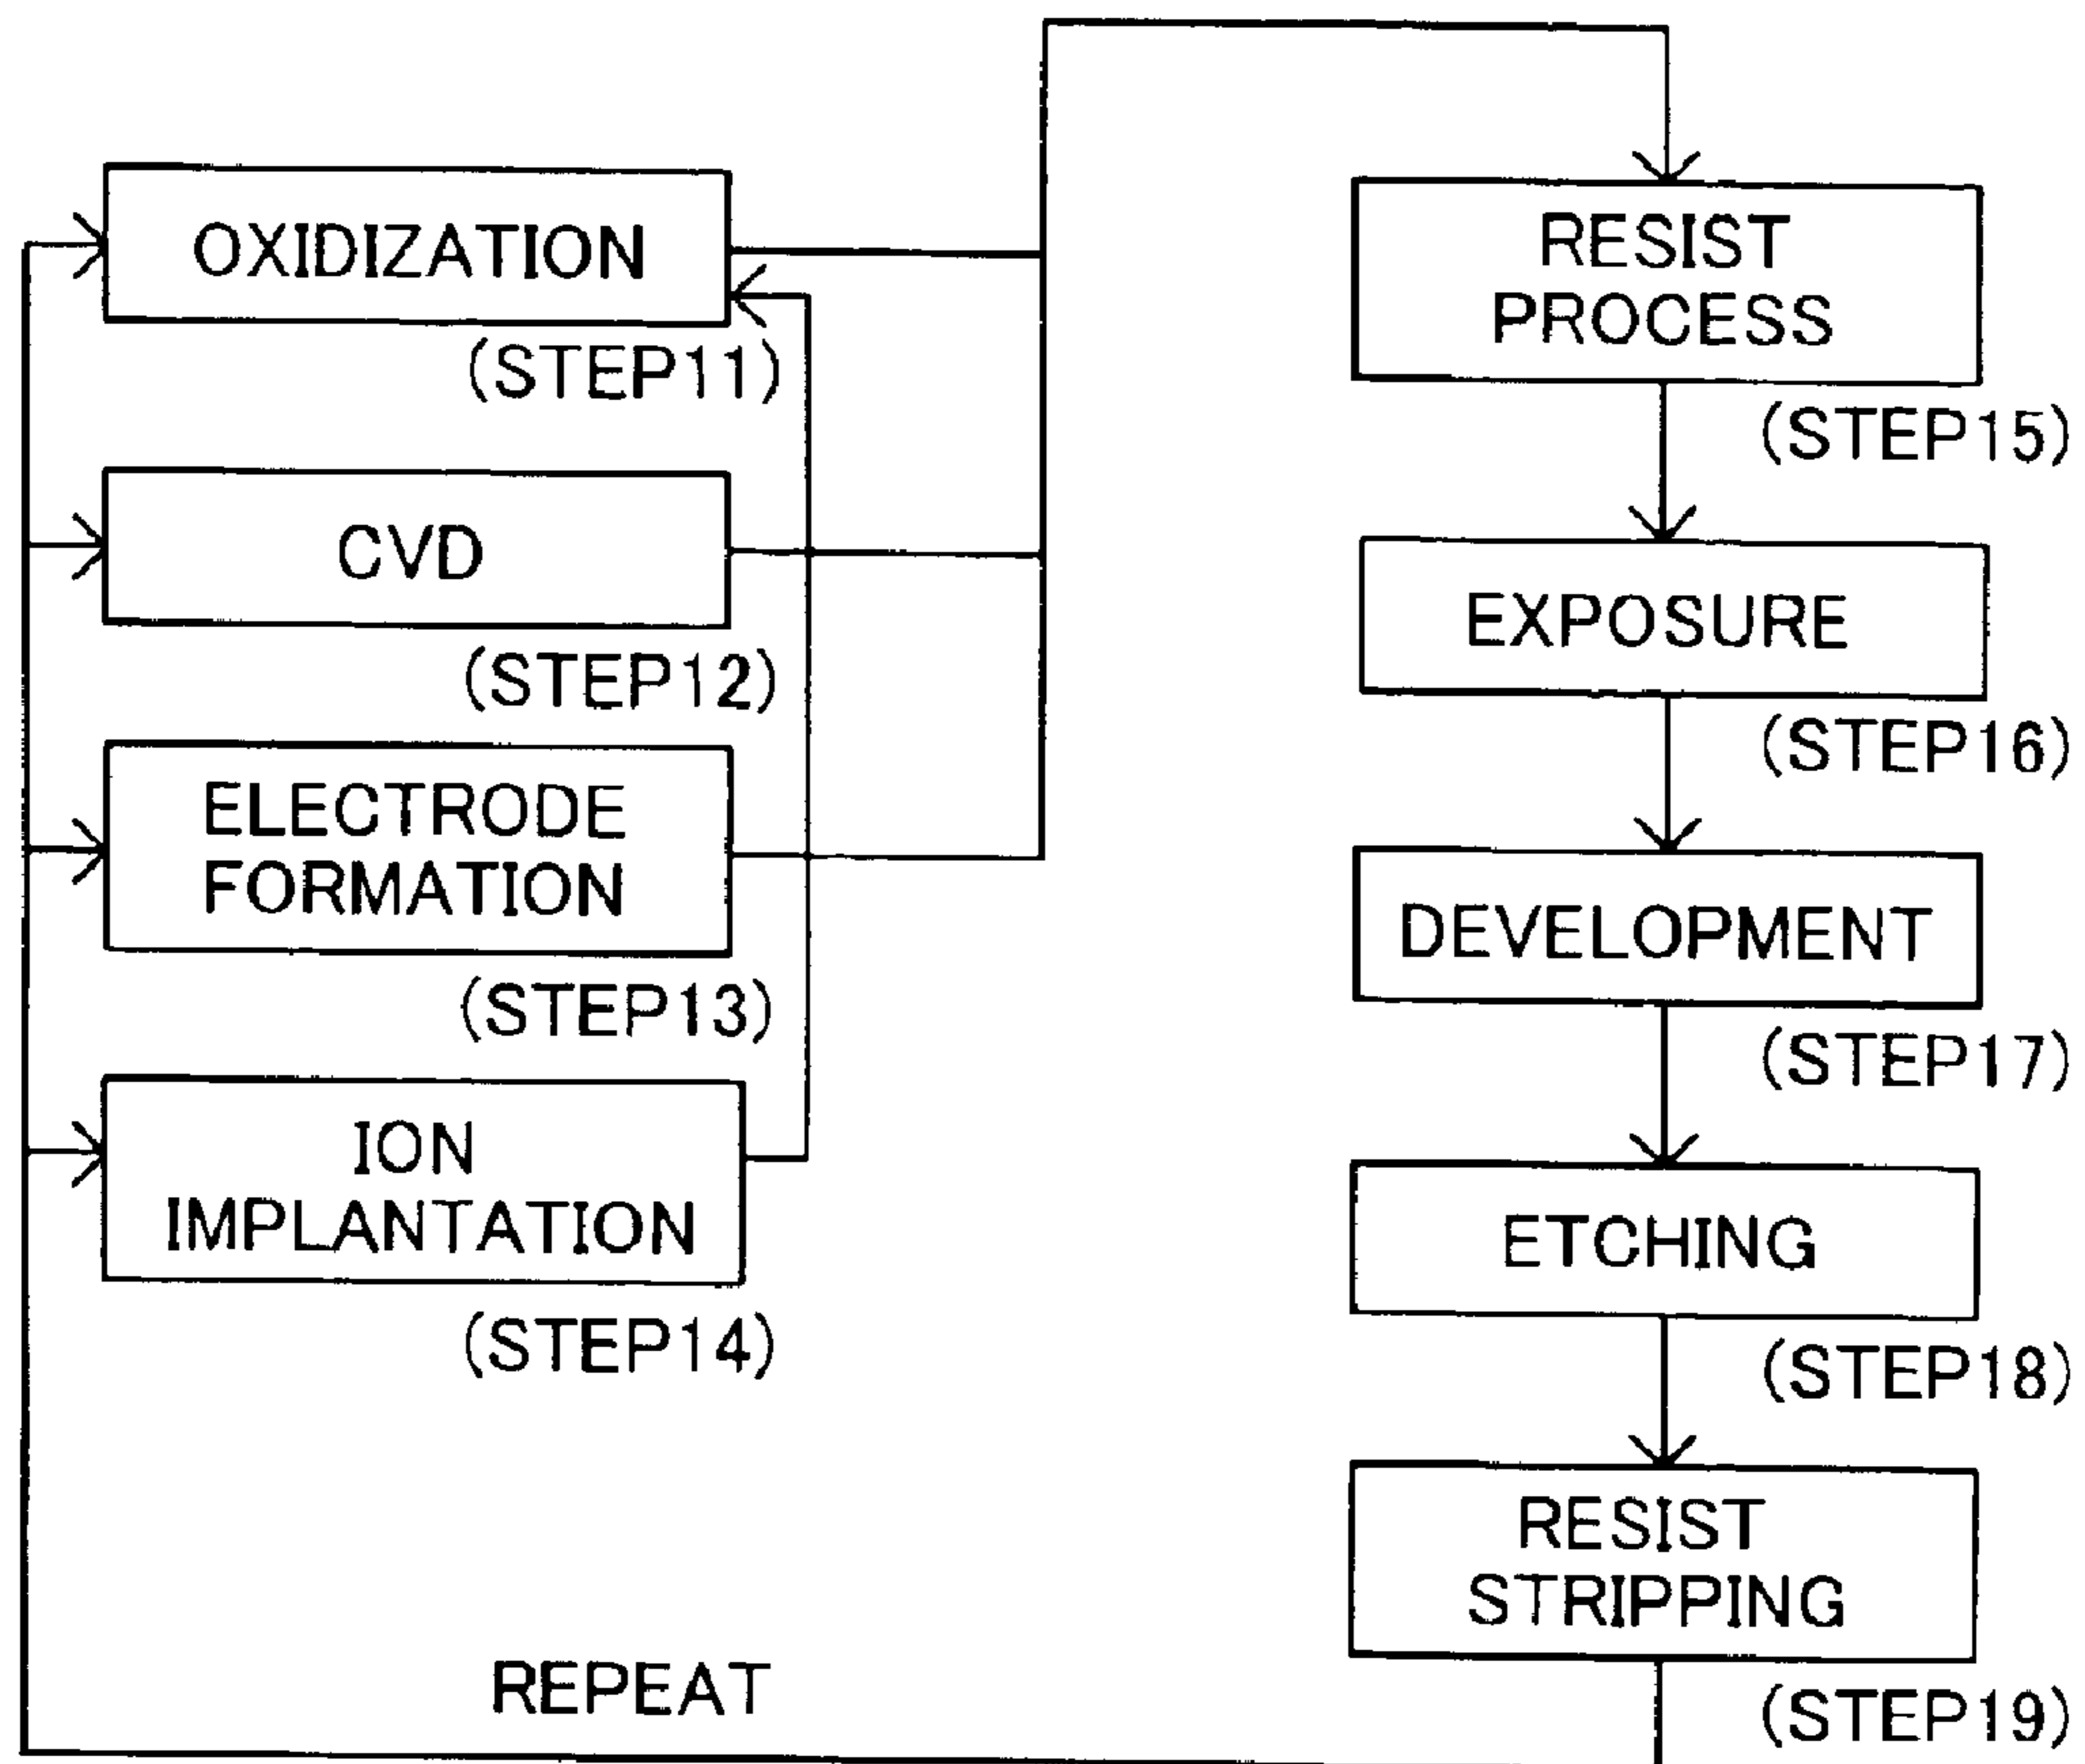 OXIDIZATION
(STEP11)
CVD
(STEP12)
ELECTRODE
FORMATION
(STEP13)
ION
IMPLANTATION
(STEP14)
REPEAT
RESIST
PROCESS
(STEP15)
EXPOSURE
(STEP16)
DEVELOPMENT
(STEP17)
ETCHING
(STEP18)
RESIST
STRIPPING
(STEP19)